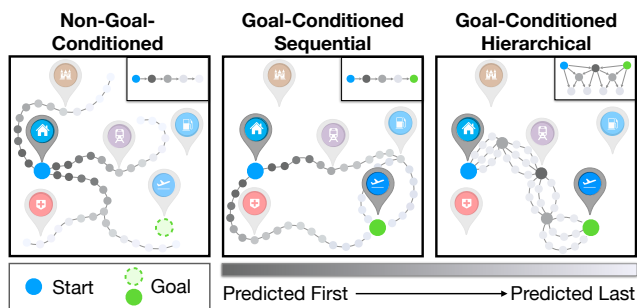 Non-Goal-
Conditioned
Goal-Conditioned
Sequential
Goal-Conditioned
Hierarchical
Start
Goal
Predicted First
Predicted Last